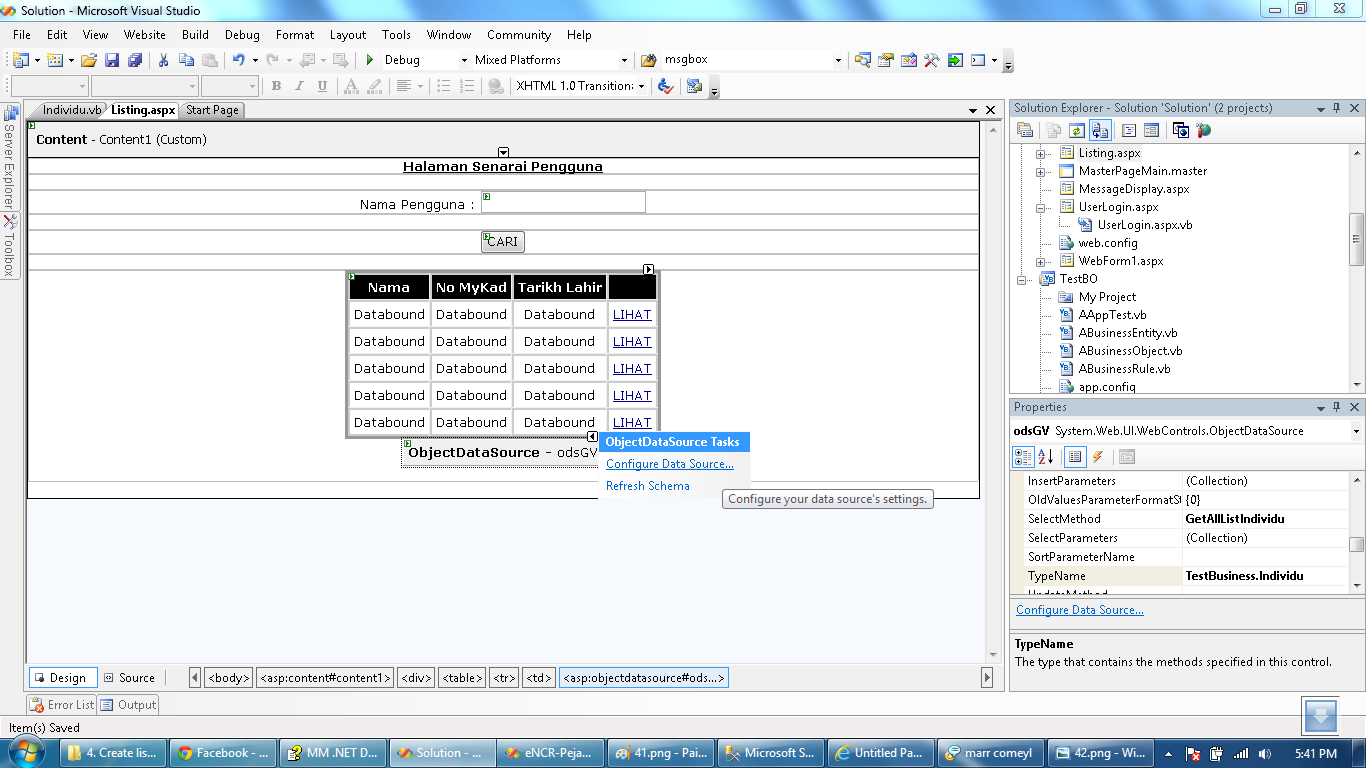 Solution - Microsoft Visual Studio
File Edit View Website Build Debug Format Layout Tools Window Community Help
Debug Mixed Platforms msgbox
B I U A XHTML 1.0 Transition:
Individu.vb Listing.aspx Start Page
Server Explorer
Toolbox
Content - Content1 (Custom)
Halaman Senarai Pengguna
Nama Pengguna :
CARI
Nama No MyKad Tarikh Lahir
Databound Databound Databound LIHAT
Databound Databound Databound LIHAT
Databound Databound Databound LIHAT
Databound Databound Databound LIHAT
Databound Databound Databound LIHAT
ObjectDataSource - odsGV
ObjectDataSource Tasks
Configure Data Source...
Refresh Schema
Configure your data source's settings.
Design Source <body> <asp:content#content1> <div> <table> <tr> <td> <asp:objectdatasource#ods...>
Error List Output
Item(s) Saved
Solution Explorer - Solution 'Solution' (2 projects)
Listing.aspx
MasterPageMain.master
MessageDisplay.aspx
UserLogin.aspx
UserLogin.aspx.vb
web.config
WebForm1.aspx
TestBO
My Project
AAppTest.vb
ABusinessEntity.vb
ABusinessObject.vb
ABusinessRule.vb
app.config
Properties
odsGV System.Web.UI.WebControls.ObjectDataSource
InsertParameters (Collection)
OldValuesParameterFormatSt {0}
SelectMethod GetAllListIndividu
SelectParameters (Collection)
SortParameterName
TypeName TestBusiness.Individu
UpdateMethod
Configure Data Source...
TypeName
The type that contains the methods specified in this control.
4. Create lis... Facebook - ... MM .NET D... Solution - ... eNCR-Peja... 41.png - Pai... Microsoft S... Untitled Pa... marr comeyl 42.png - Wi... 5:41 PM